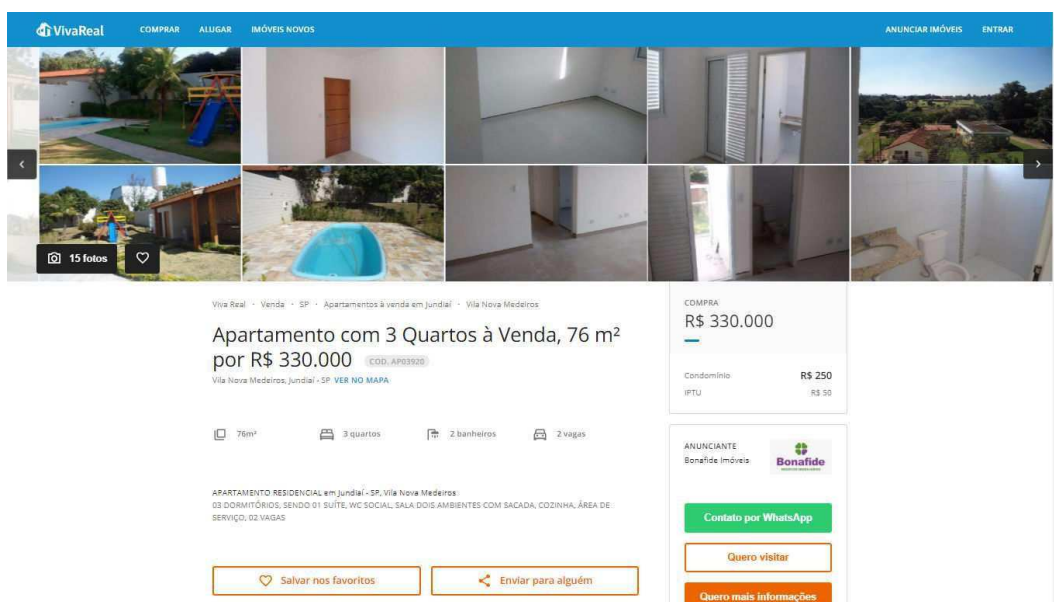 VivaReal COMPRAR ALUGAR IMÓVEIS NOVOS ANUNCIAR IMÓVEIS ENTRAR
15 fotos
Viva Real · Venda · SP · Apartamentos à venda em Jundiaí · Vila Nova Medeiros
Apartamento com 3 Quartos à Venda, 76 m²
por R$ 330.000 COD. AP03920
Vila Nova Medeiros, Jundiaí - SP VER NO MAPA
76m² 3 quartos 2 banheiros 2 vagas
APARTAMENTO RESIDENCIAL em Jundiaí - SP, Vila Nova Medeiros
03 DORMITÓRIOS, SENDO 01 SUÍTE, WC SOCIAL, SALA DOIS AMBIENTES COM SACADA, COZINHA, ÁREA DE
SERVIÇO, 02 VAGAS
Salvar nos favoritos Enviar para alguém
COMPRA
R$ 330.000
Condomínio R$ 250
IPTU R$ 50
ANUNCIANTE
Bonafide Imóveis
Bonafide
Contato por WhatsApp
Quero visitar
Quero mais informações